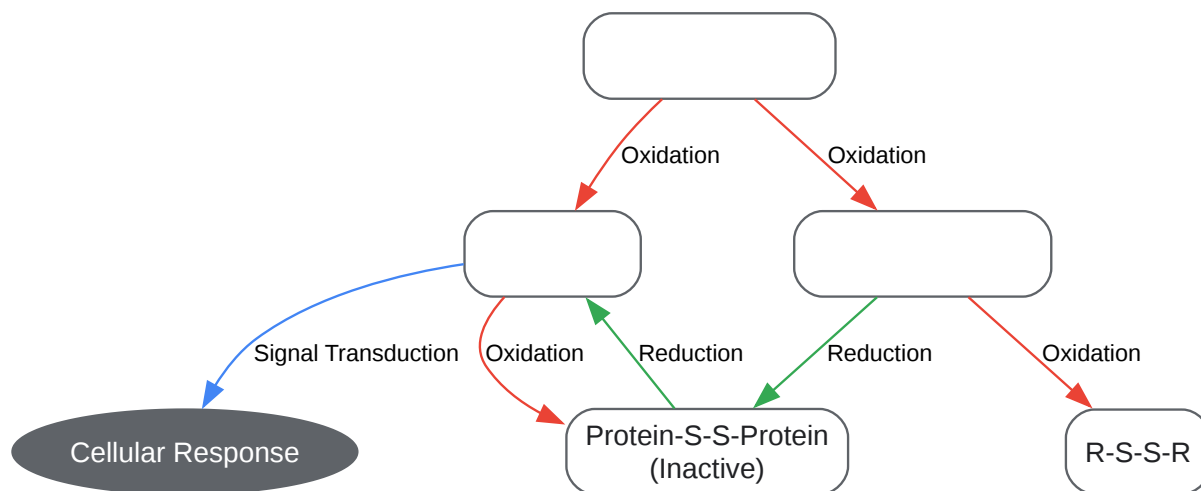 Oxidation
Oxidation
Signal Transduction
Oxidation
Reduction
Reduction
Oxidation
Cellular Response
Protein-S-S-Protein
(Inactive)
R-S-S-R